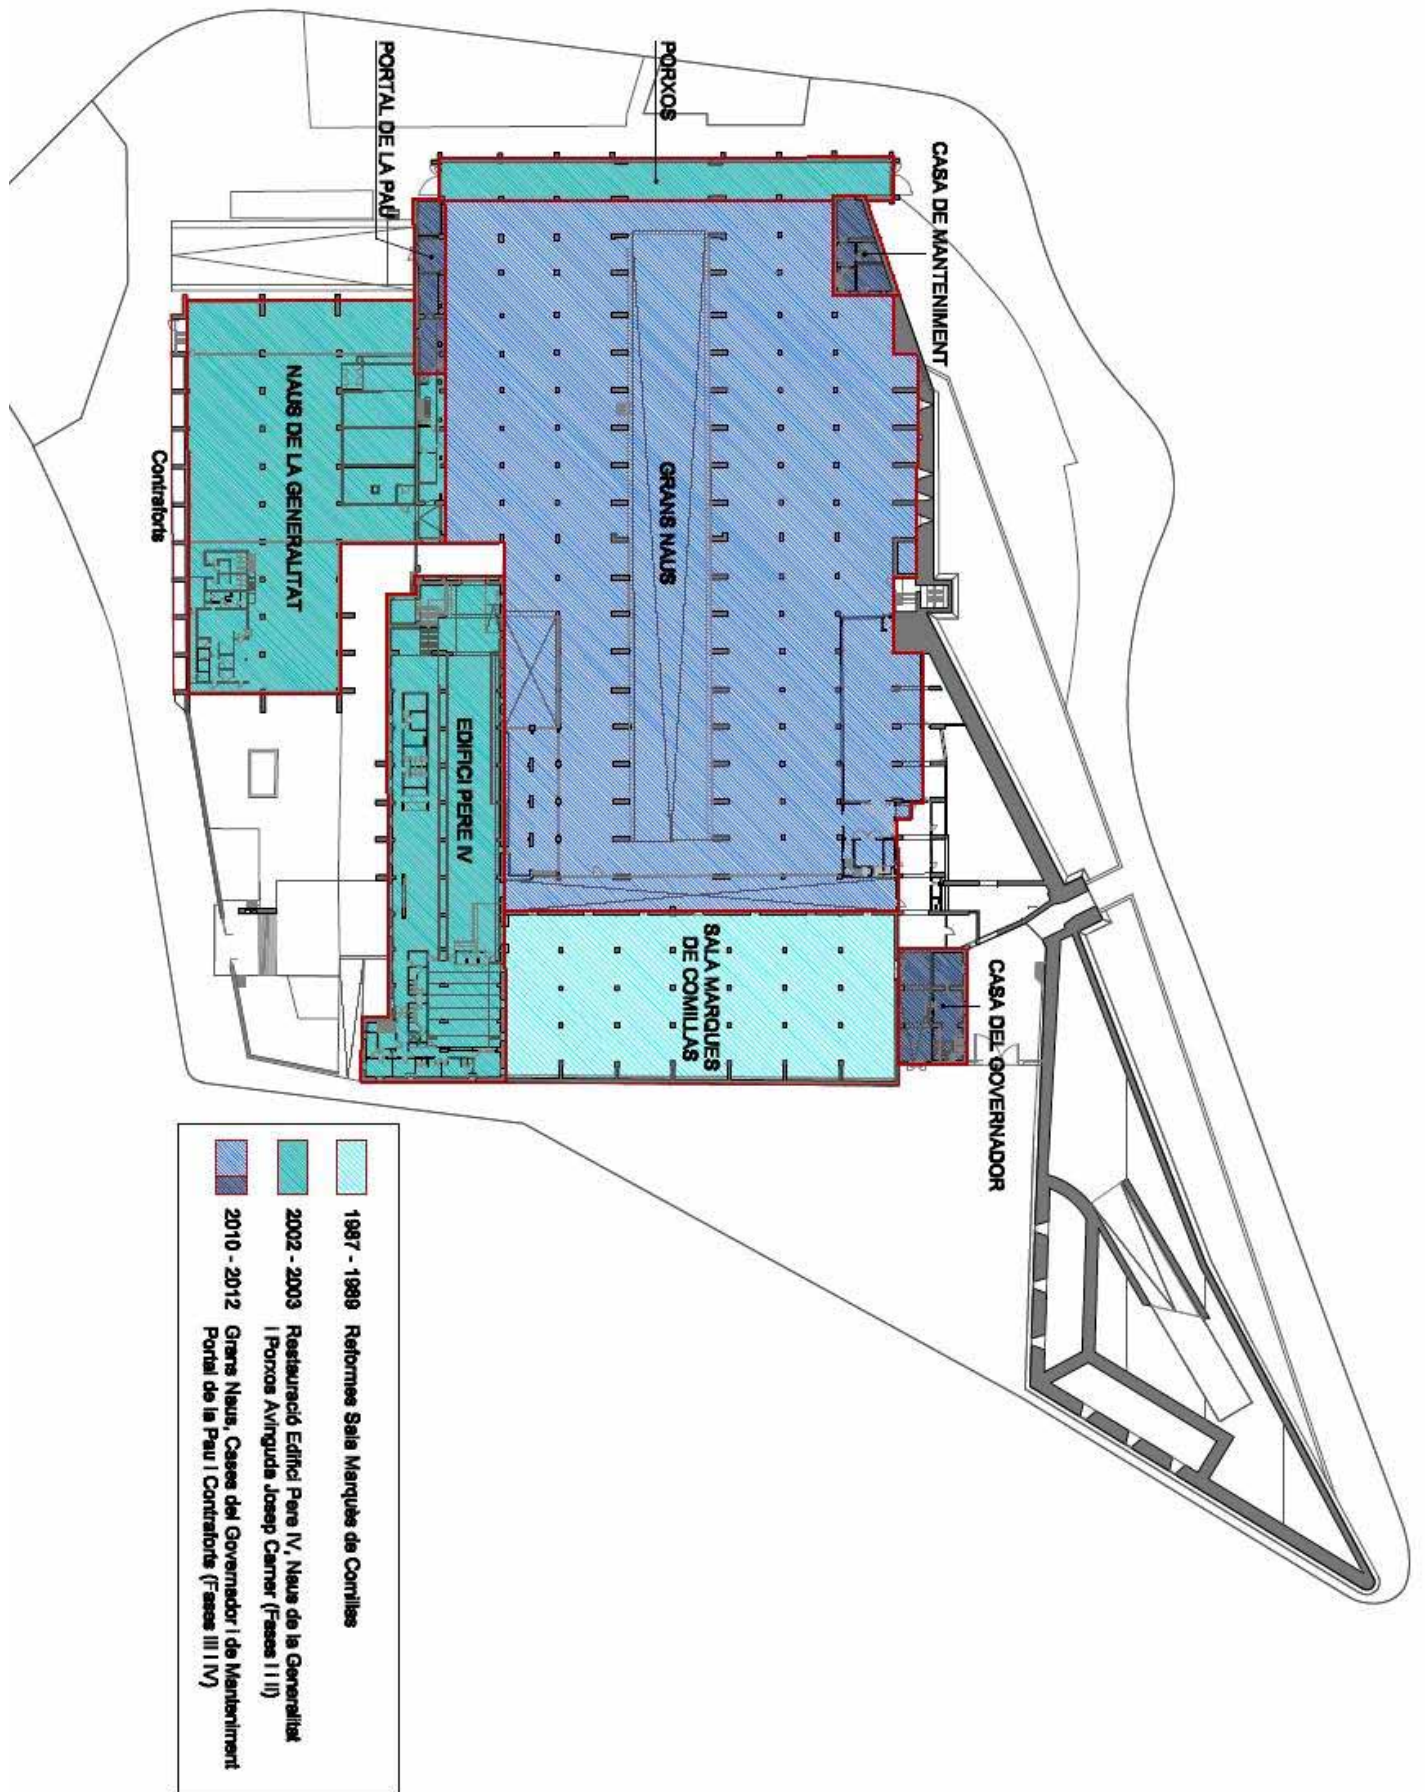 CASA DE MANTENIMENT
CASA DEL GOVERNADOR
PORXOS
GRANS NAUS
SALA MARQUES
DE COMILLAS
EDIFICI PERE IV
PORTAL DE LA PAU
NAUS DE LA GENERALITAT
Contraforts
1987 - 1989 Reformes Sala Marquès de Comilles
2002 - 2003 Restauració Edifici Pere IV, Naus de la Generalitat
i Porxos Avinguda Josep Carner (Fases I i II)
2010 - 2012 Grans Naus, Cases del Governador i de Manteniment
Portal de la Pau i Contraforts (Fases III i IV)